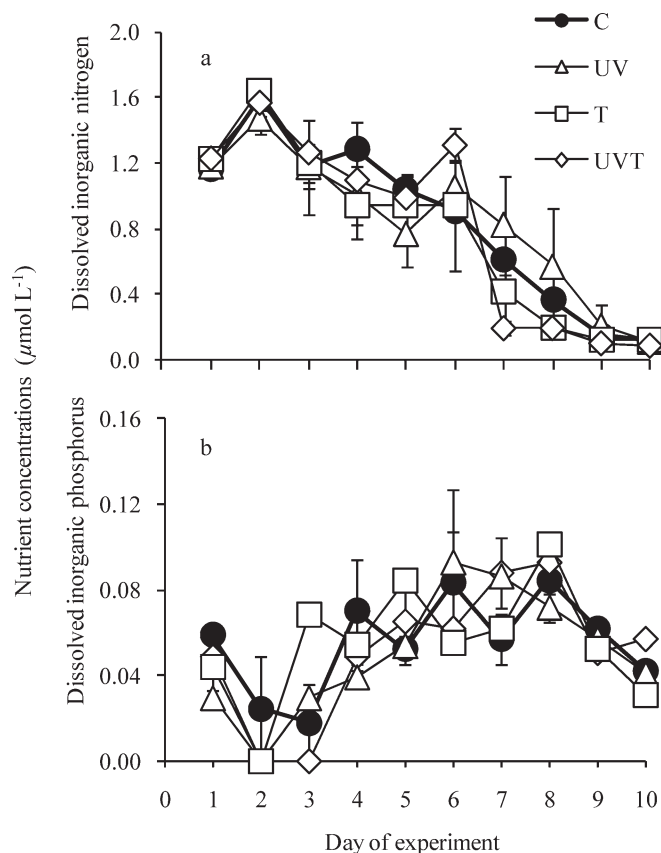 C
UV
T
UVT
a
2.0
1.6
1.2
0.8
0.4
0.0
Dissolved inorganic nitrogen
Nutrient concentrations (µmol L⁻¹)
b
0.16
0.12
0.08
0.04
0.00
Dissolved inorganic phosphorus
0 1 2 3 4 5 6 7 8 9 10
Day of experiment